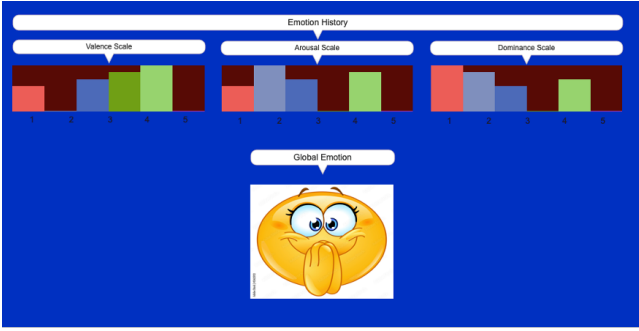 Emotion History
Valence Scale
Arousal Scale
Dominance Scale
1 2 3 4 5
1 2 3 4 5
1 2 3 4 5
Global Emotion